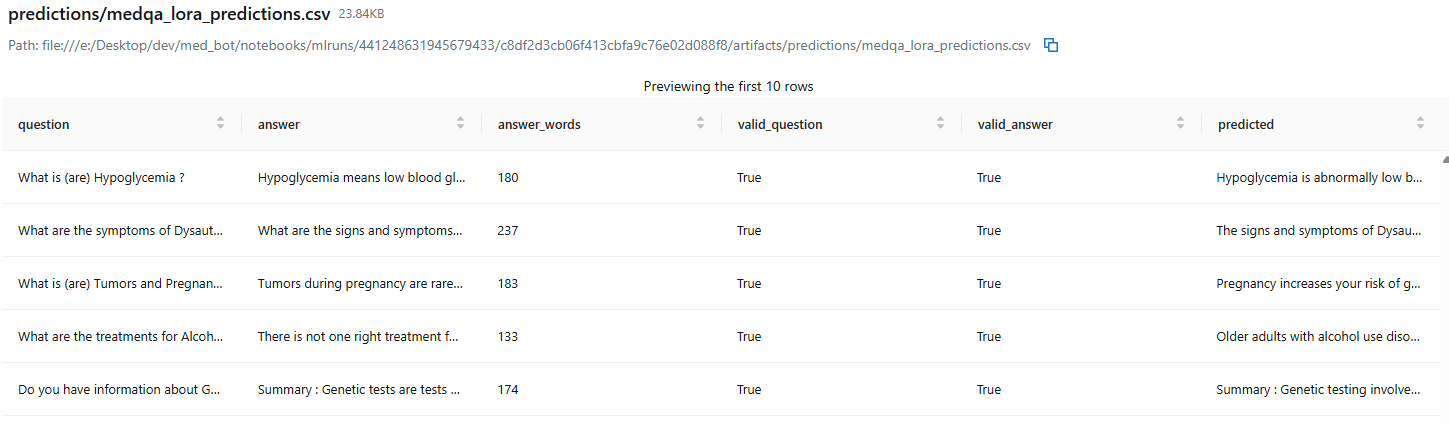 predictions/medqa_lora_predictions.csv 23.84KB
Path: file:///e:/Desktop/dev/med_bot/notebooks/mlruns/441248631945679433/c8df2d3cb06f413cbfa9c76e02d088f8/artifacts/predictions/medqa_lora_predictions.csv
Previewing the first 10 rows
question answer answer_words valid_question valid_answer predicted
What is (are) Hypoglycemia ? Hypoglycemia means low blood gl... 180 True True Hypoglycemia is abnormally low b...
What are the symptoms of Dysaut... What are the signs and symptoms... 237 True True The signs and symptoms of Dysau...
What is (are) Tumors and Pregnan... Tumors during pregnancy are rare... 183 True True Pregnancy increases your risk of g...
What are the treatments for Alcoh... There is not one right treatment f... 133 True True Older adults with alcohol use diso...
Do you have information about G... Summary : Genetic tests are tests ... 174 True True Summary : Genetic testing involve...